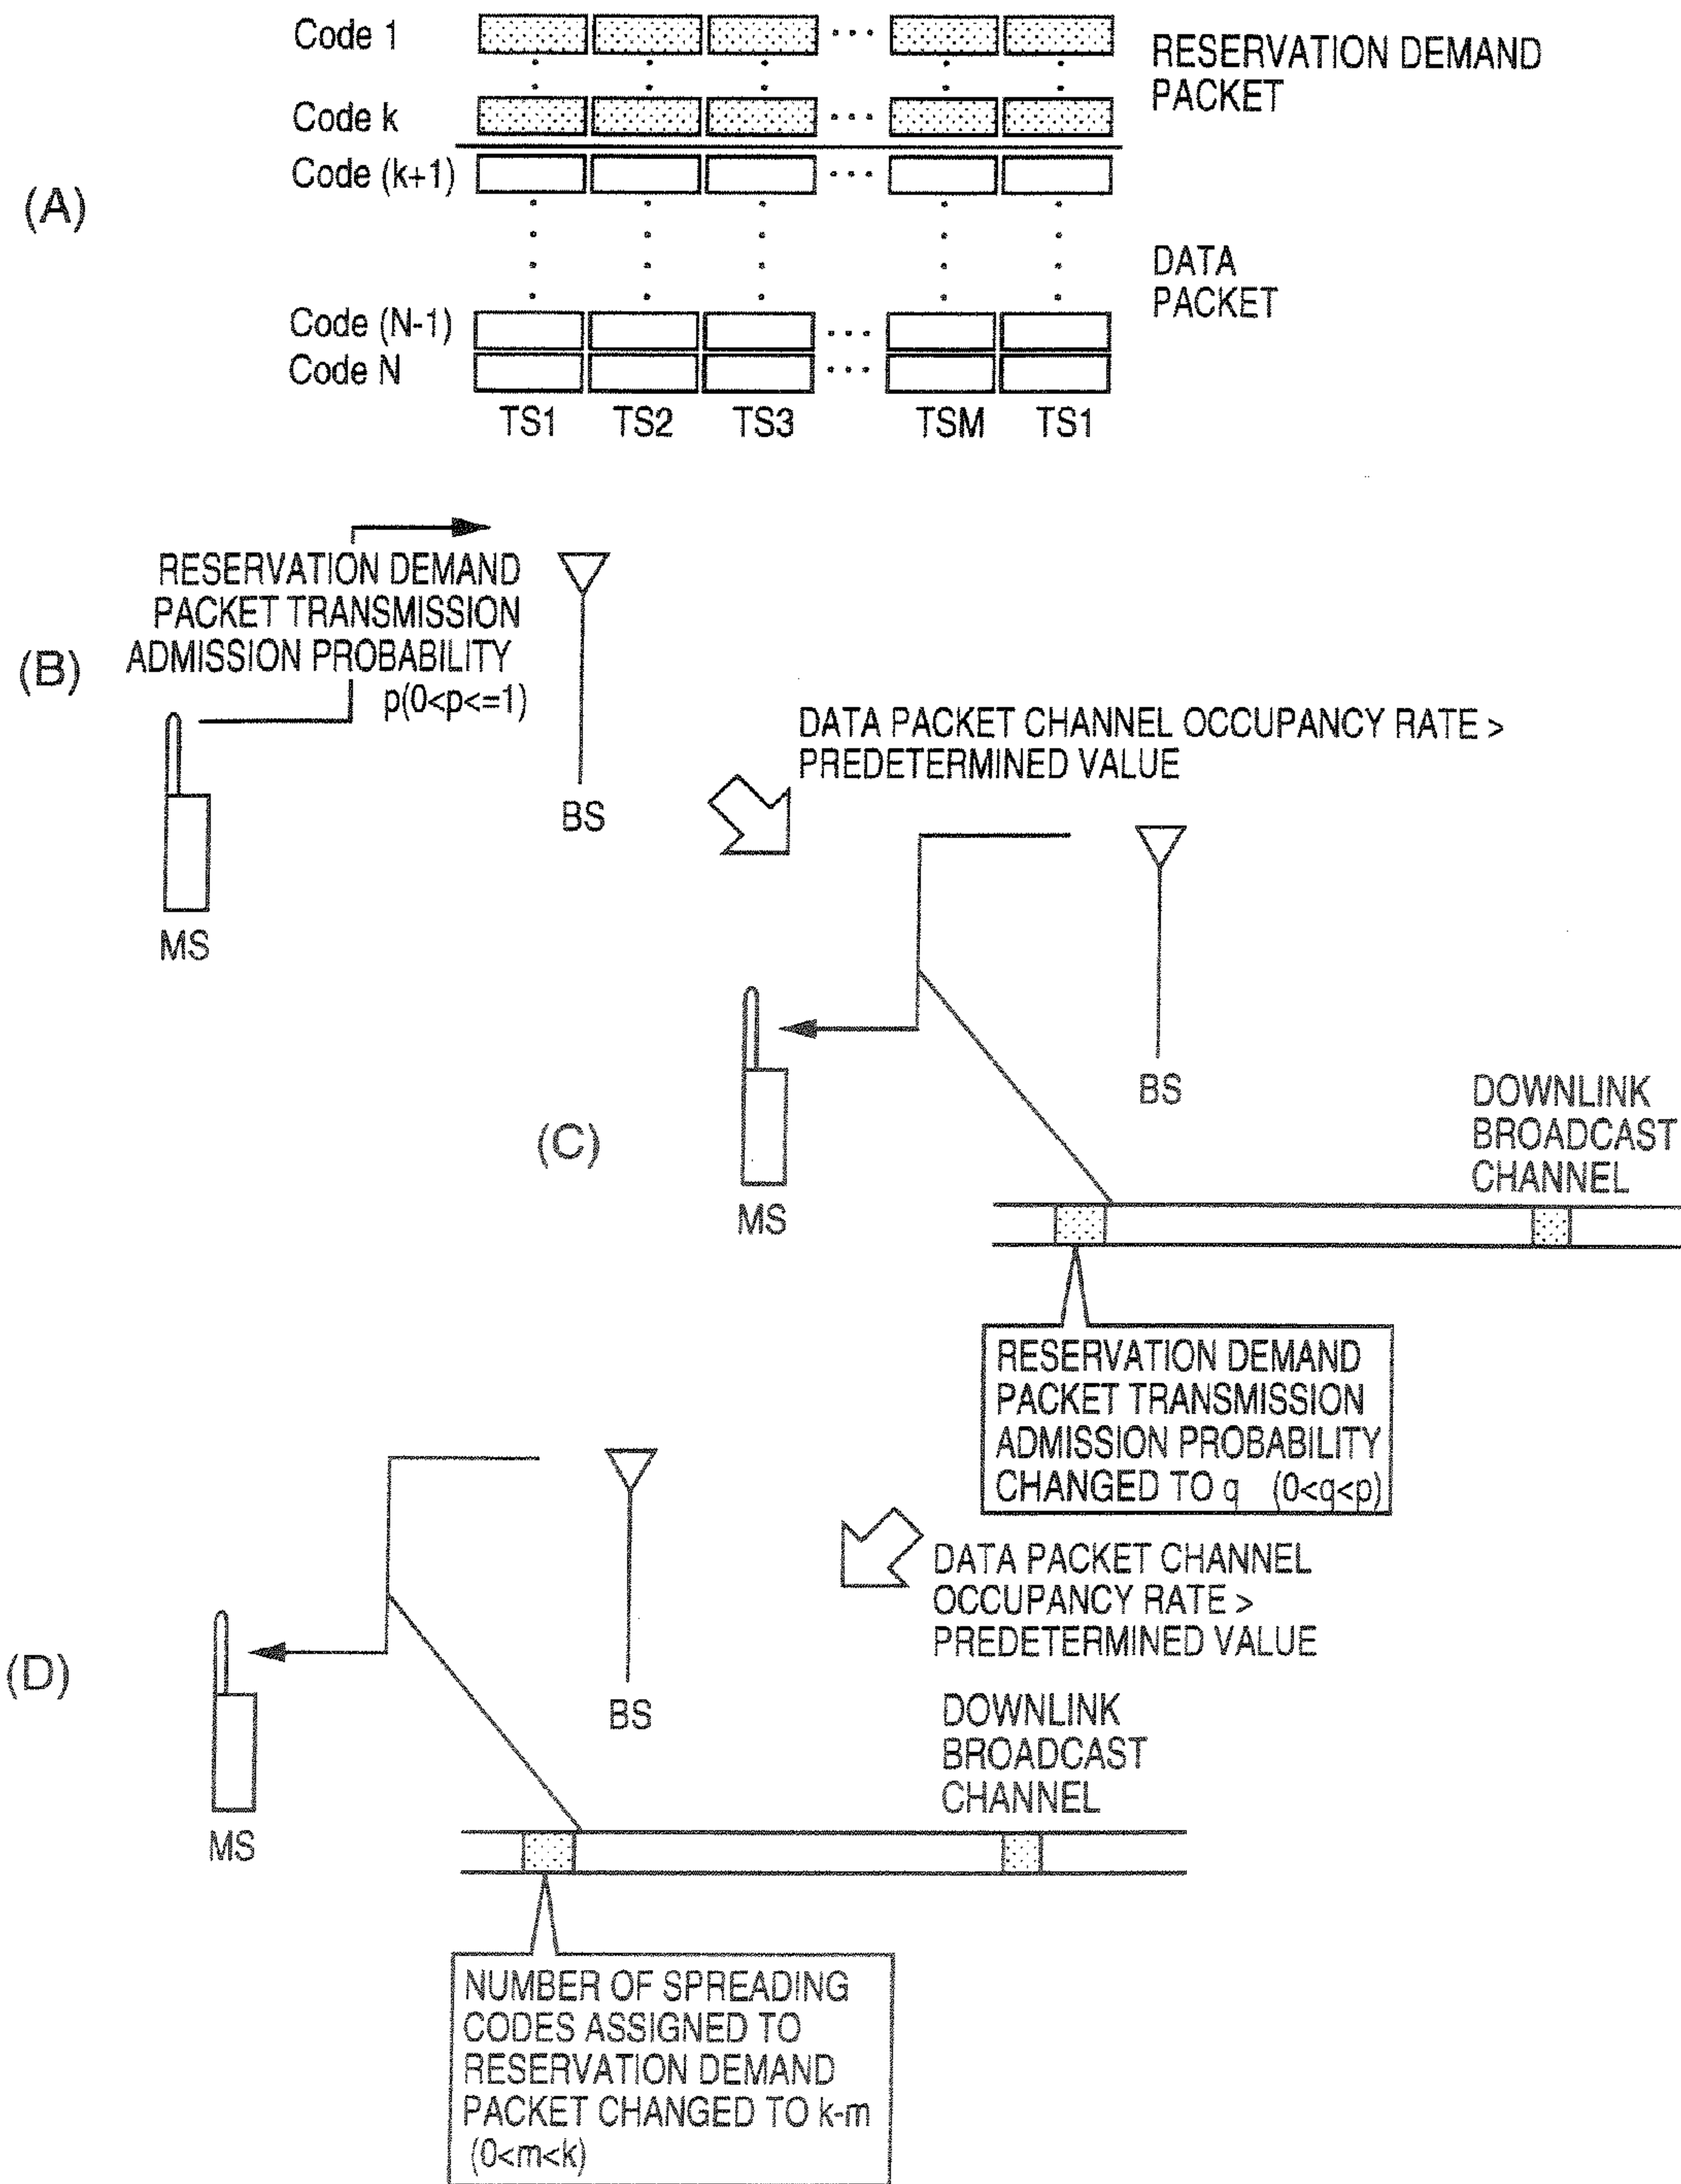 Code 1
RESERVATION DEMAND
PACKET
Code k
Code (k+1)
(A)
DATA
PACKET
Code (N-1)
Code N
TS1 TS2 TS3 TSM TS1
RESERVATION DEMAND
PACKET TRANSMISSION
ADMISSION PROBABILITY
p(0<p<=1)
(B)
BS
MS
DATA PACKET CHANNEL OCCUPANCY RATE >
PREDETERMINED VALUE
BS
(C)
MS
DOWNLINK
BROADCAST
CHANNEL
RESERVATION DEMAND
PACKET TRANSMISSION
ADMISSION PROBABILITY
CHANGED TO q (0<q<p)
DATA PACKET CHANNEL
OCCUPANCY RATE >
PREDETERMINED VALUE
(D)
BS
MS
DOWNLINK
BROADCAST
CHANNEL
NUMBER OF SPREADING
CODES ASSIGNED TO
RESERVATION DEMAND
PACKET CHANGED TO k-m
(0<m<k)